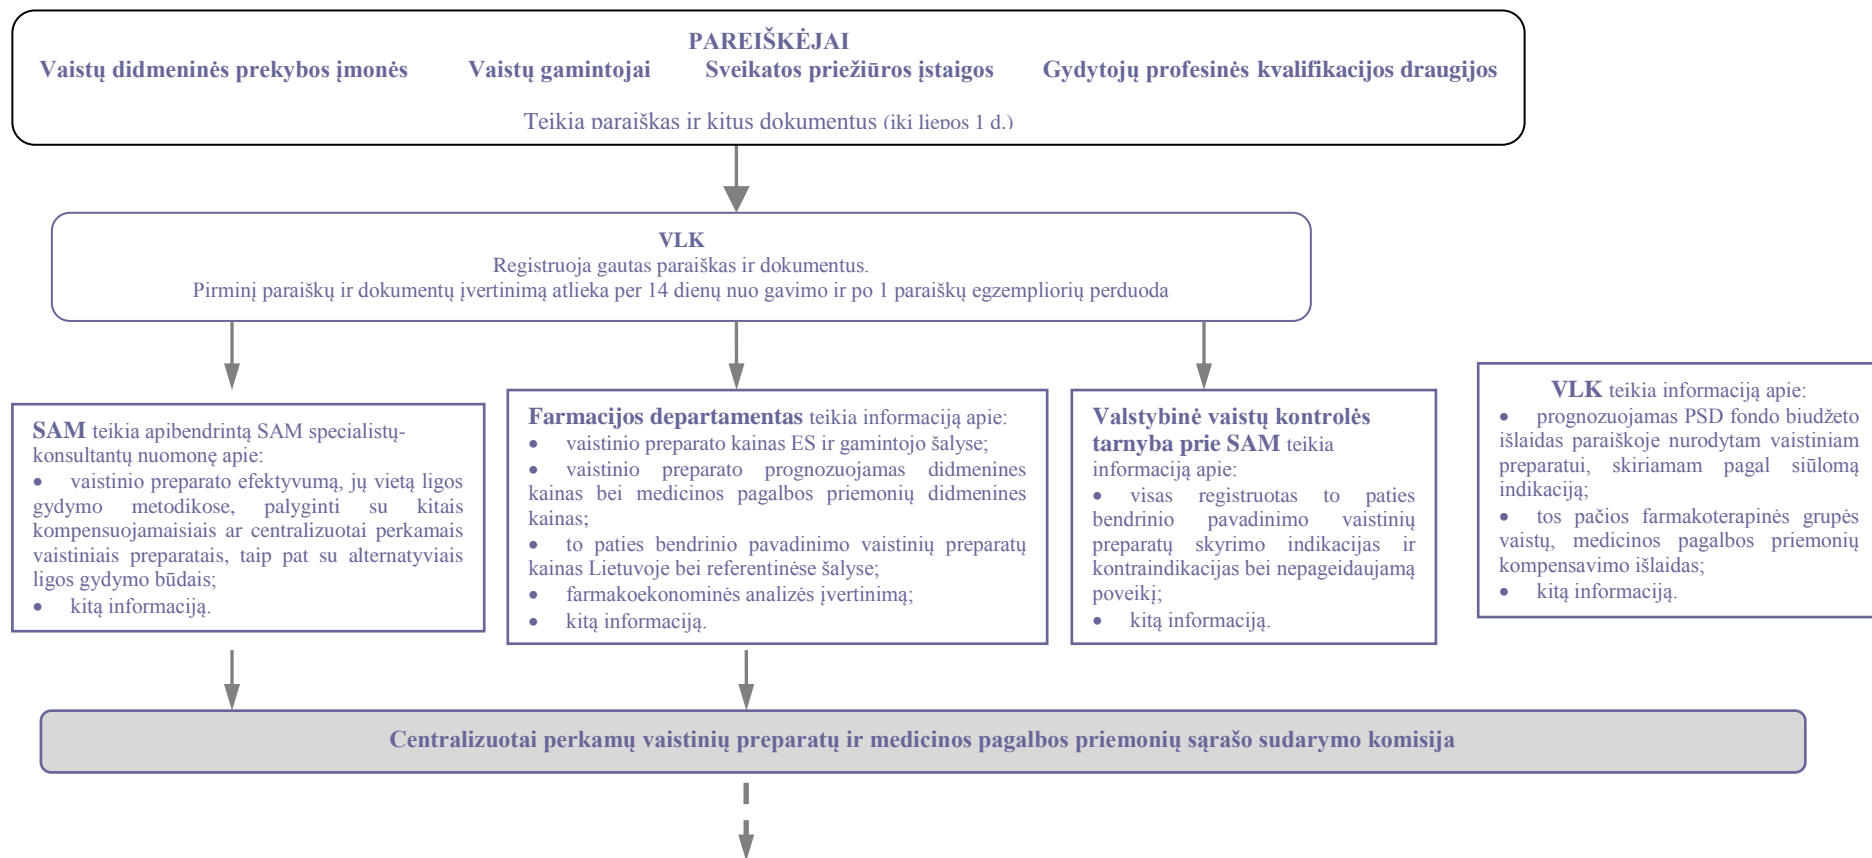 PAREIŠKĖJAI
Vaistų didmeninės prekybos įmonės Vaistų gamintojai Sveikatos priežiūros įstaigos Gydytojų profesinės kvalifikacijos draugijos
Teikia paraiškas ir kitus dokumentus (iki liepos 1 d.)
VLK
Registruoja gautas paraiškas ir dokumentus.
Pirminį paraiškų ir dokumentų įvertinimą atlieka per 14 dienų nuo gavimo ir po 1 paraiškų egzempliorių perduoda
SAM teikia apibendrintą SAM specialistų-
konsultantų nuomonę apie:
• vaistinio preparato efektyvumą, jų vietą ligos
gydymo metodikose, palyginti su kitais
kompensuojamaisiais ar centralizuotai perkamais
vaistiniais preparatais, taip pat su alternatyviais
ligos gydymo būdais;
• kitą informaciją.
Farmacijos departamentas teikia informaciją apie:
• vaistinio preparato kainas ES ir gamintojo šalyse;
• vaistinio preparato prognozuojamas didmenines
kainas bei medicinos pagalbos priemonių didmenines
kainas;
• to paties bendrinio pavadinimo vaistinių preparatų
kainas Lietuvoje bei referentinėse šalyse;
• farmakoekonominės analizės įvertinimą;
• kitą informaciją.
Valstybinė vaistų kontrolės
tarnyba prie SAM teikia
informaciją apie:
• visas registruotas to paties
bendrinio pavadinimo vaistinių
preparatų skyrimo indikacijas ir
kontraindikacijas bei nepageidaujamą
poveikį;
• kitą informaciją.
VLK teikia informaciją apie:
• prognozuojamas PSD fondo biudžeto
išlaidas paraiškoje nurodytam vaistiniam
preparatui, skiriamam pagal siūlomą
indikaciją;
• tos pačios farmakoterapinės grupės
vaistų, medicinos pagalbos priemonių
kompensavimo išlaidas;
• kitą informaciją.
Centralizuotai perkamų vaistinių preparatų ir medicinos pagalbos priemonių sąrašo sudarymo komisija